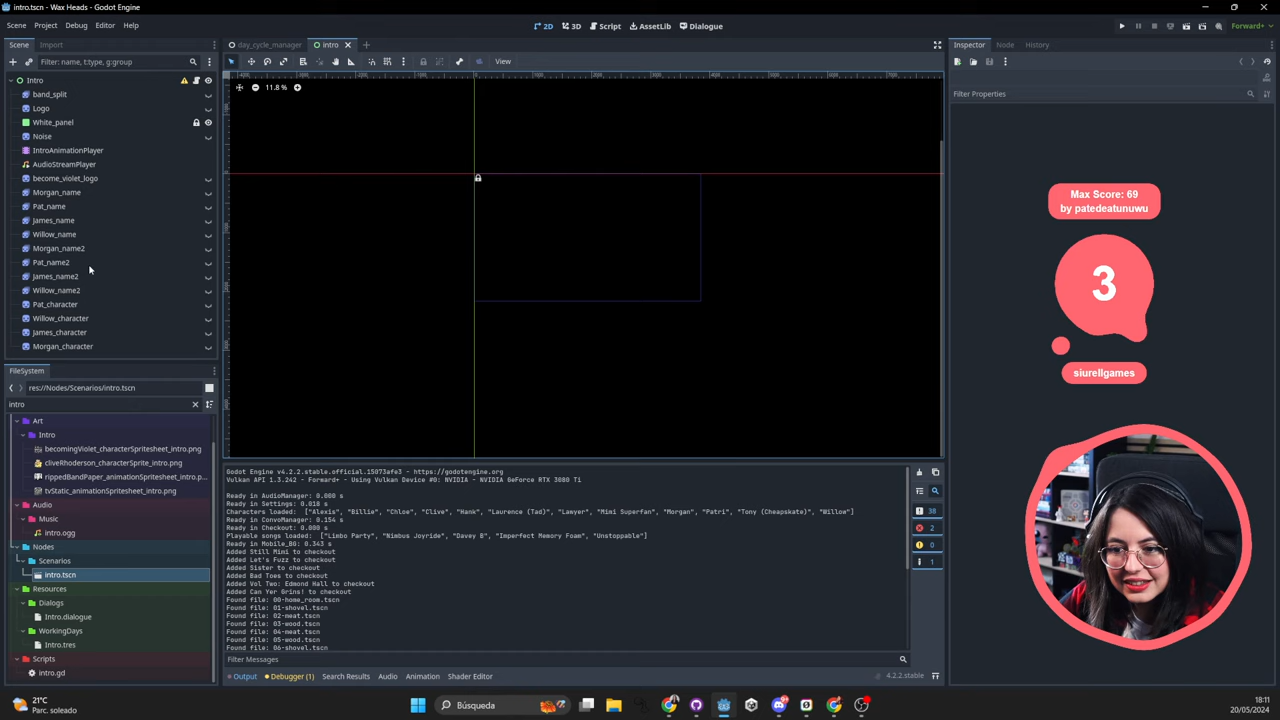 intro.tscn - Wax Heads - Godot Engine
Scene Project Debug Editor Help
2D 3D Script AssetLib Dialogue
Forward+
Scene Import
day_cycle_manager intro
Inspector Node History
Filter: name, t:type, g:group
View
Filter Properties
11.8 %
Intro
band_split
Logo
White_panel
Noise
IntroAnimationPlayer
AudioStreamPlayer
become_violet_logo
Morgan_name
Pat_name
James_name
Willow_name
Morgan_name2
Pat_name2
James_name2
Willow_name2
Pat_character
Willow_character
James_character
Morgan_character
FileSystem
res://Nodes/Scenarios/intro.tscn
intro
Art
Intro
becomingViolet_characterSpritesheet_intro.png
cliveRhoderson_characterSprite_intro.png
rippedBandPaper_animationSpritesheet_intro.p...
tvStatic_animationSpritesheet_intro.png
Audio
Music
intro.ogg
Nodes
Scenarios
intro.tscn
Resources
Dialogs
Intro.dialogue
WorkingDays
Intro.tres
Scripts
intro.gd
Godot Engine v4.2.2.stable.official.15073afe3 - https://godotengine.org
Vulkan API 1.3.242 - Forward+ - Using Vulkan Device #0: NVIDIA - NVIDIA GeForce RTX 3080 Ti
Ready in AudioManager: 0.000 s
Ready in Settings: 0.018 s
Characters loaded: ["Alexis", "Billie", "Chloe", "Clive", "Hank", "Laurence (Tad)", "Lawyer", "Mimi Superfan", "Morgan", "Patri", "Tony (Cheapskate)", "Willow"]
Ready in ConvoManager: 0.154 s
Ready in Checkout: 0.000 s
Playable songs loaded: ["Limbo Party", "Nimbus Joyride", "Davey B", "Imperfect Memory Foam", "Unstoppable"]
Ready in Mobile_BG: 0.343 s
Added Still Mimi to checkout
Added Let's Fuzz to checkout
Added Sister to checkout
Added Bad Toes to checkout
Added Vol Two: Edmond Hall to checkout
Added Can Yer Grins! to checkout
Found file: 00-home_room.tscn
Found file: 01-shovel.tscn
Found file: 02-meat.tscn
Found file: 03-wood.tscn
Found file: 04-meat.tscn
Found file: 05-wood.tscn
Found file: 06-shovel.tscn
38
2
0
1
Filter Messages
Output Debugger (1) Search Results Audio Animation Shader Editor
4.2.2.stable
Max Score: 69
by patedeatunuwu
3
siurellgames
21°C
Parc. soleado
Búsqueda
18:11
20/05/2024